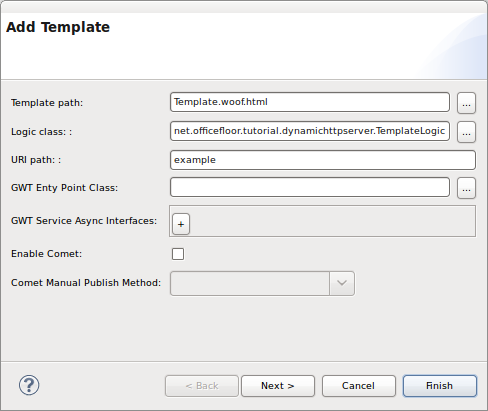 Add Template
Template path: Template.woof.html ...
Logic class: : net.officefloor.tutorial.dynamichttpserver.TemplateLogic ...
URI path: : example
GWT Enty Point Class: ...
GWT Service Async Interfaces: +
Enable Comet:
Comet Manual Publish Method:
? < Back Next > Cancel Finish